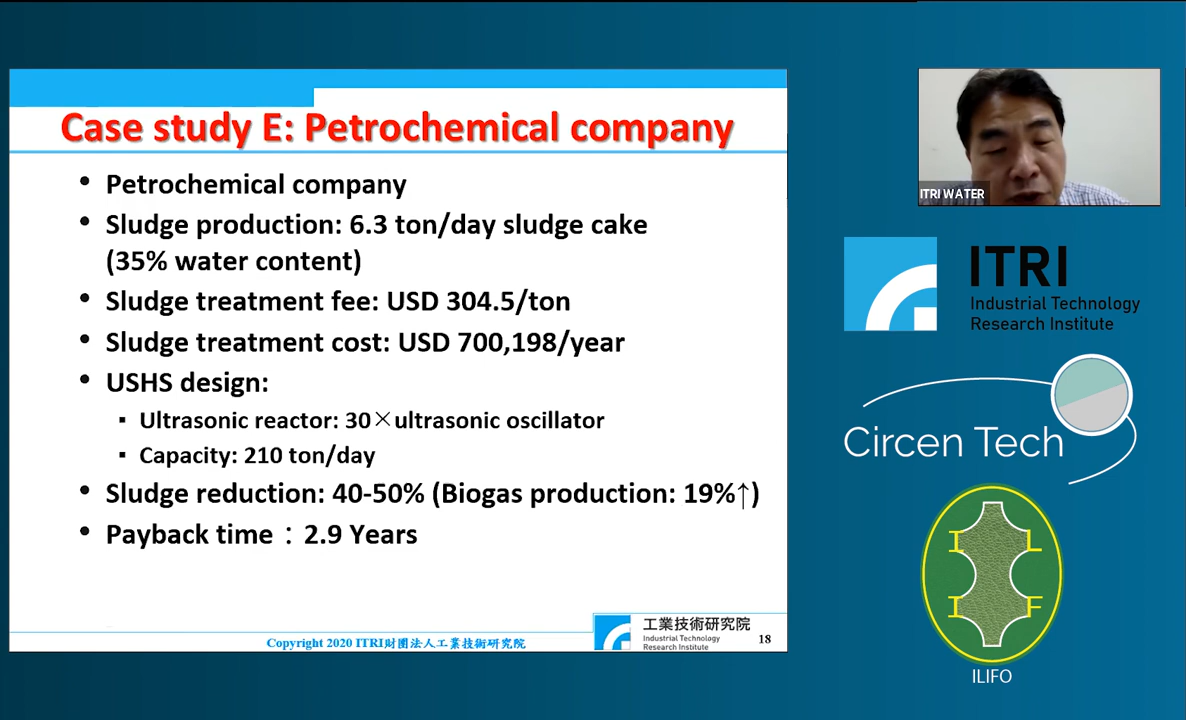 Case study E: Petrochemical company
• Petrochemical company
• Sludge production: 6.3 ton/day sludge cake
(35% water content)
• Sludge treatment fee: USD 304.5/ton
• Sludge treatment cost: USD 700,198/year
• USHS design:
▪ Ultrasonic reactor: 30×ultrasonic oscillator
▪ Capacity: 210 ton/day
• Sludge reduction: 40-50% (Biogas production: 19%↑)
• Payback time：2.9 Years
Copyright 2020 ITRI財團法人工業技術研究院
工業技術研究院
Industrial Technology
Research Institute
18
ITRI WATER
ITRI
Industrial Technology
Research Institute
Circen Tech
I L
I F
ILIFO